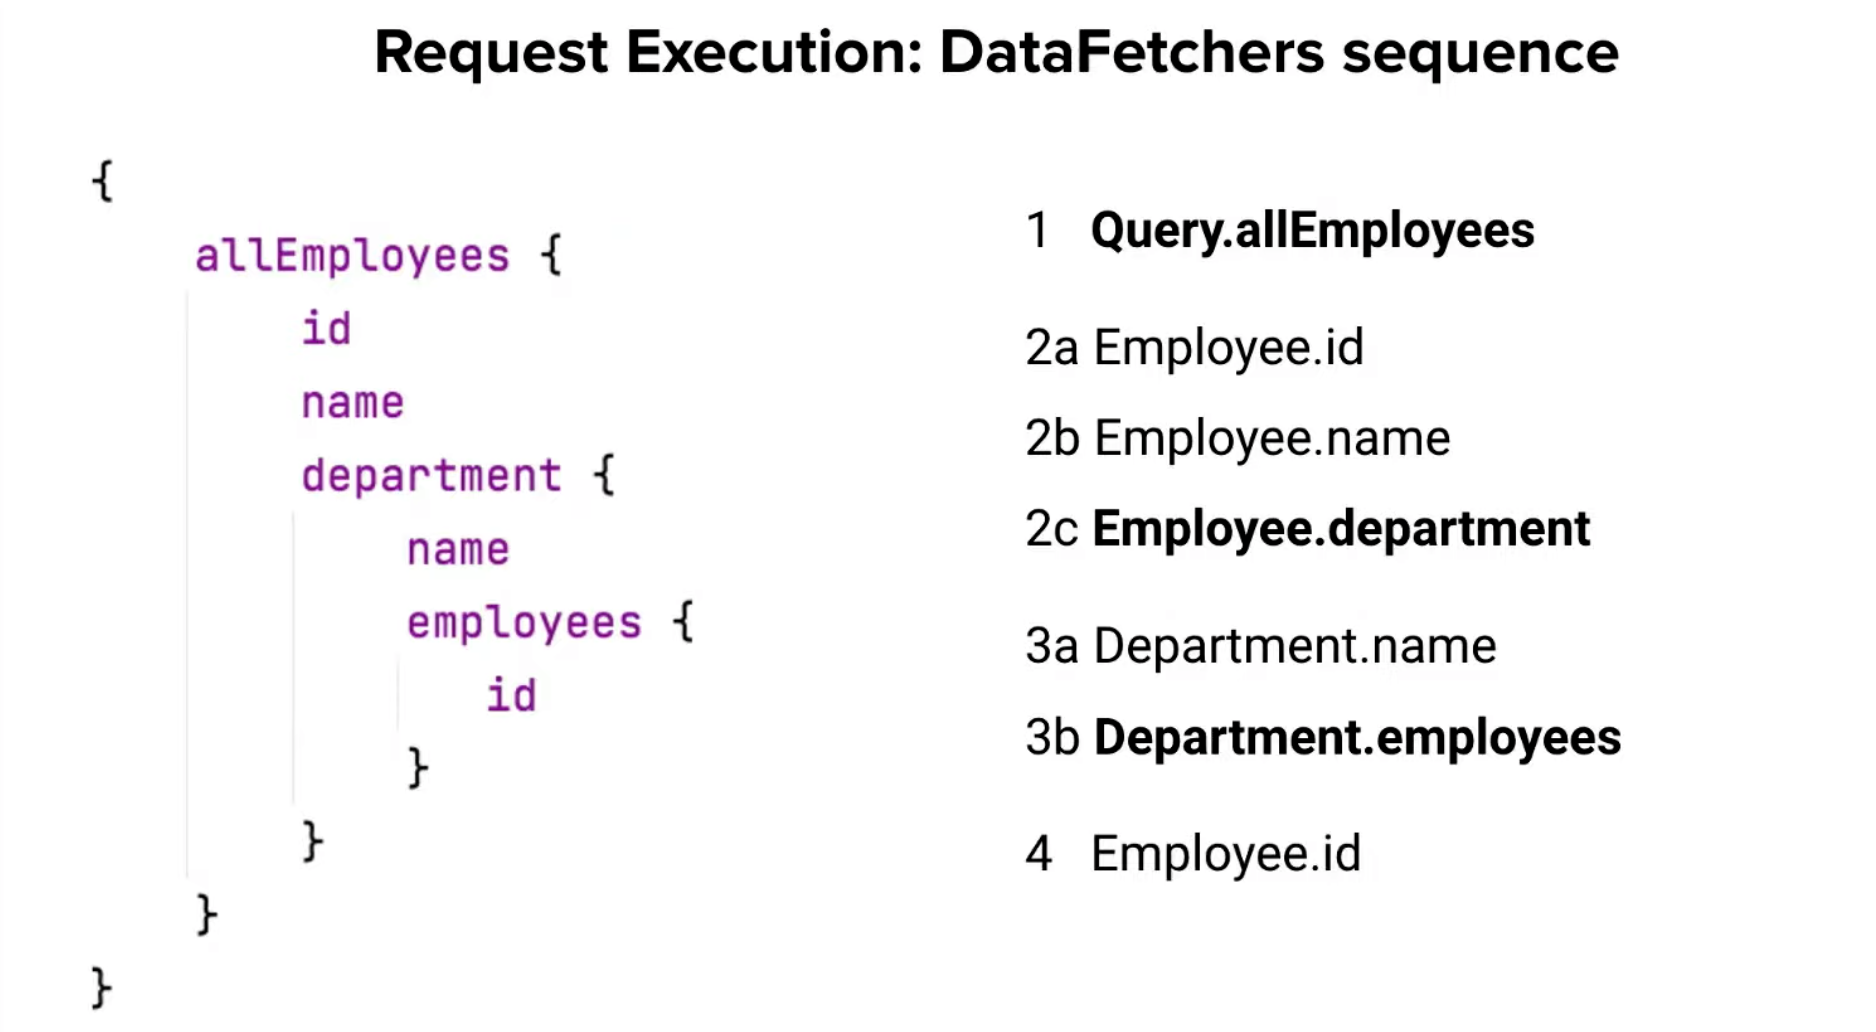 Request Execution: DataFetchers sequence
{
allEmployees {
id
name
department {
name
employees {
id
}
}
}
}
1 Query.allEmployees
2a Employee.id
2b Employee.name
2c Employee.department
3a Department.name
3b Department.employees
4 Employee.id